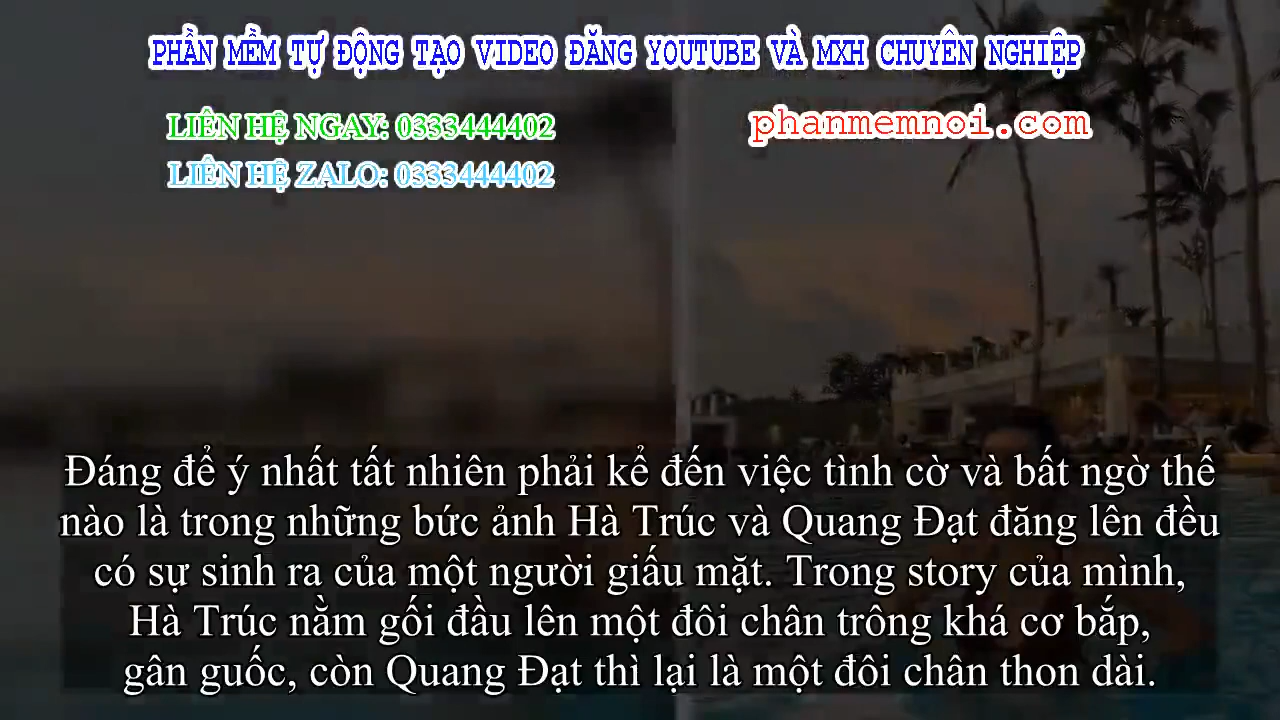 PHẦN MỀM TỰ ĐỘNG TẠO VIDEO ĐĂNG YOUTUBE VÀ MXH CHUYÊN NGHIỆP
LIÊN HỆ NGAY: 0333444402
phanmemnoi.com
LIÊN HỆ ZALO: 0333444402
Đáng để ý nhất tất nhiên phải kể đến việc tình cờ và bất ngờ thế
nào là trong những bức ảnh Hà Trúc và Quang Đạt đăng lên đều
có sự sinh ra của một người giấu mặt. Trong story của mình,
Hà Trúc nằm gối đầu lên một đôi chân trông khá cơ bắp,
gân guốc, còn Quang Đạt thì lại là một đôi chân thon dài.